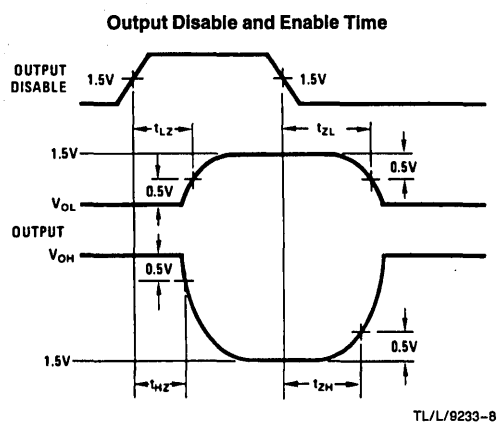 Output Disable and Enable Time
OUTPUT
DISABLE
1.5V
1.5V
tLZ
tZL
1.5V
0.5V
0.5V
VOL
OUTPUT
VOH
0.5V
0.5V
1.5V
tHZ
tZH
TL/L/9233–8